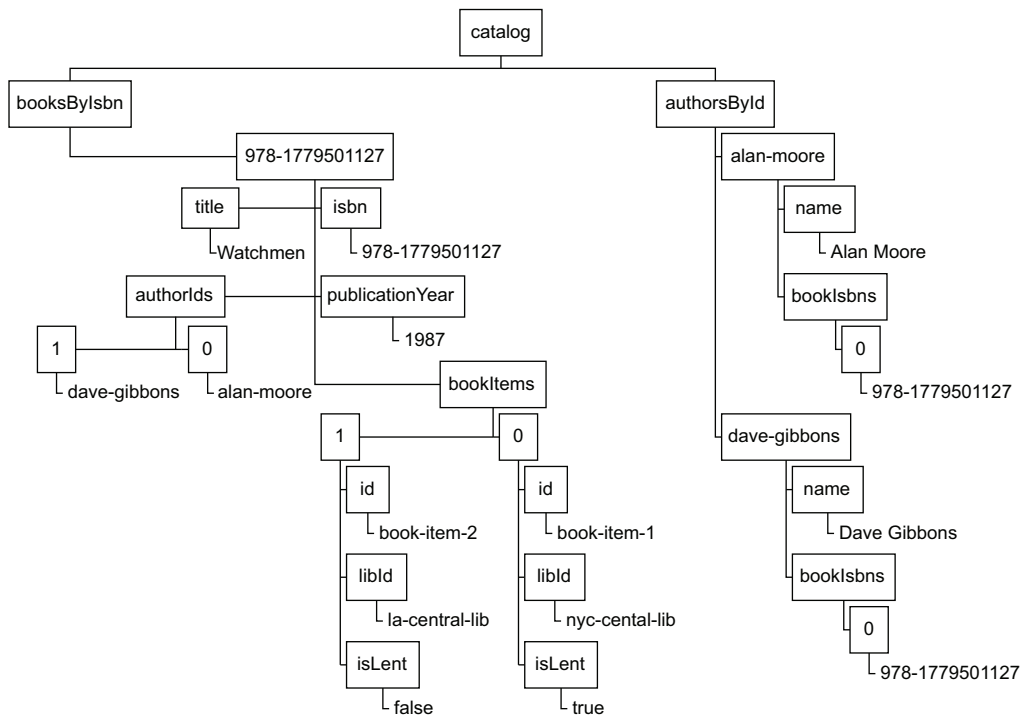 catalog
booksByIsbn
authorsById
978-1779501127
alan-moore
title
isbn
name
Watchmen
978-1779501127
Alan Moore
authorIds
publicationYear
bookIsbns
1
0
1987
0
dave-gibbons
alan-moore
bookItems
978-1779501127
1
0
dave-gibbons
id
id
name
book-item-2
book-item-1
Dave Gibbons
libId
libId
bookIsbns
la-central-lib
nyc-cental-lib
0
isLent
isLent
978-1779501127
false
true